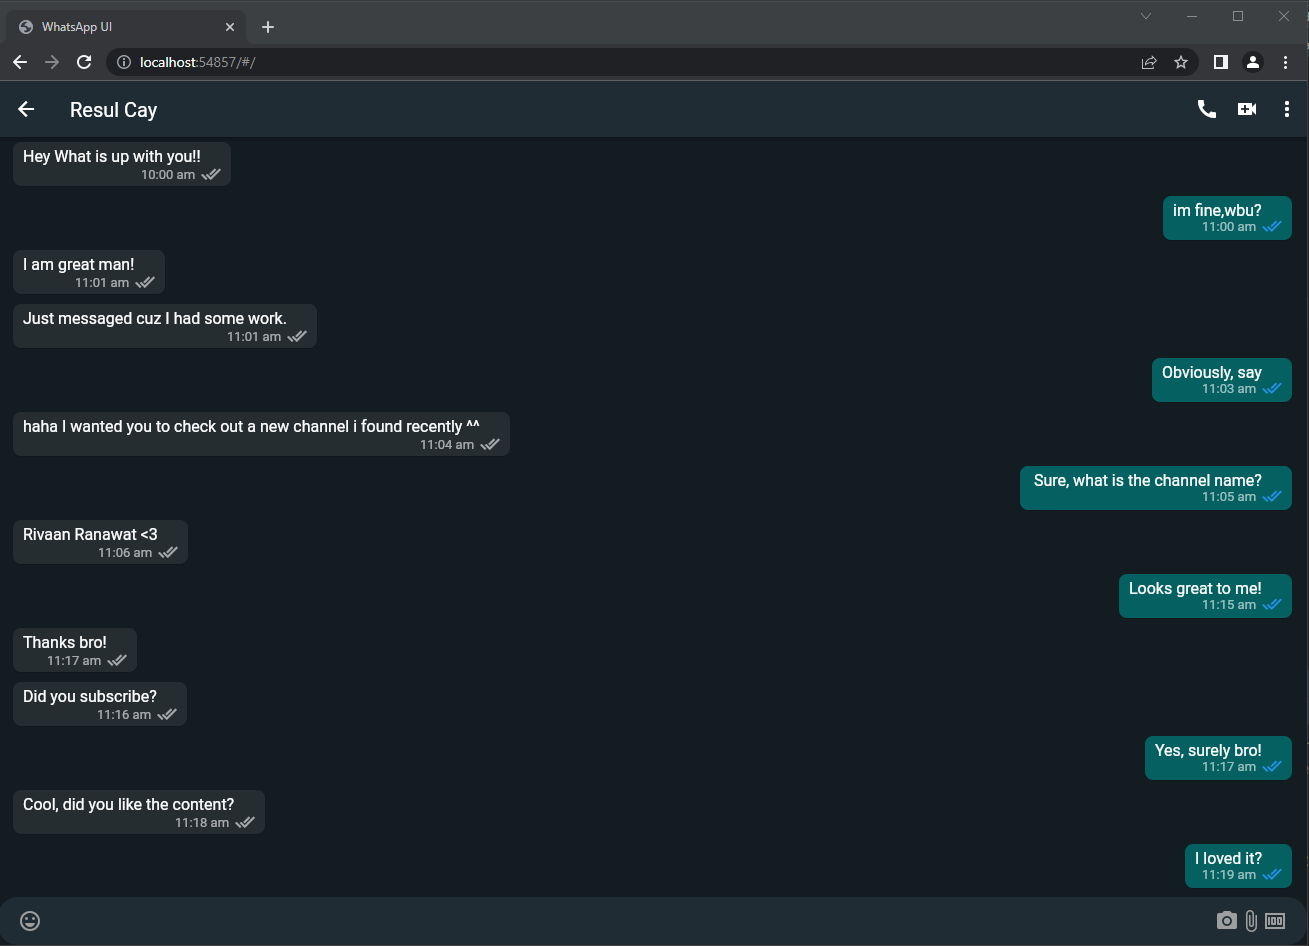 WhatsApp UI
localhost:54857/#/
Resul Cay
Hey What is up with you!!
10:00 am
im fine,wbu?
11:00 am
I am great man!
11:01 am
Just messaged cuz I had some work.
11:01 am
Obviously, say
11:03 am
haha I wanted you to check out a new channel i found recently ^^
11:04 am
Sure, what is the channel name?
11:05 am
Rivaan Ranawat <3
11:06 am
Looks great to me!
11:15 am
Thanks bro!
11:17 am
Did you subscribe?
11:16 am
Yes, surely bro!
11:17 am
Cool, did you like the content?
11:18 am
I loved it?
11:19 am